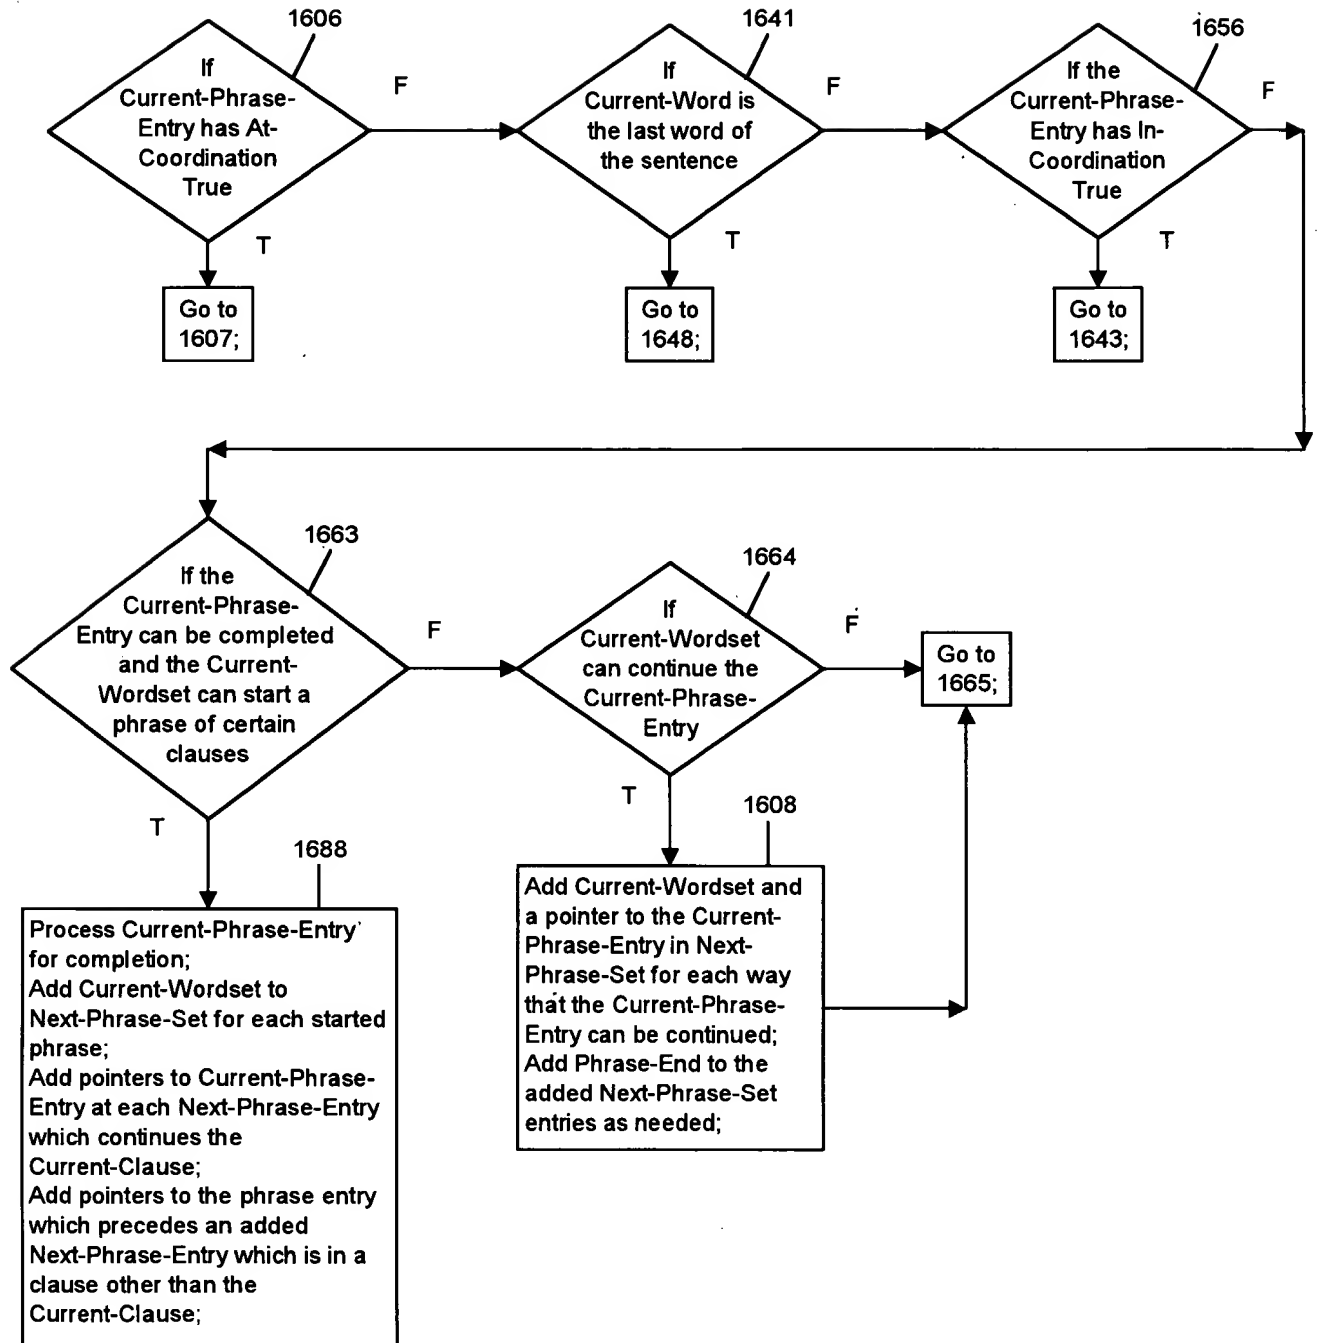 1606
If
Current-Phrase-
Entry has At-
Coordination
True
F
T
Go to
1607;
1641
If
Current-Word is
the last word of
the sentence
F
T
Go to
1648;
1656
If the
Current-Phrase-
Entry has In-
Coordination
True
F
T
Go to
1643;
1663
If the
Current-Phrase-
Entry can be completed
and the Current-
Wordset can start a
phrase of certain
clauses
F
T
1664
If
Current-Wordset
can continue the
Current-Phrase-
Entry
F
T
Go to
1665;
1688
Process Current-Phrase-Entry
for completion;
Add Current-Wordset to
Next-Phrase-Set for each started
phrase;
Add pointers to Current-Phrase-
Entry at each Next-Phrase-Entry
which continues the
Current-Clause;
Add pointers to the phrase entry
which precedes an added
Next-Phrase-Entry which is in a
clause other than the
Current-Clause;
1608
Add Current-Wordset and
a pointer to the Current-
Phrase-Entry in Next-
Phrase-Set for each way
that the Current-Phrase-
Entry can be continued;
Add Phrase-End to the
added Next-Phrase-Set
entries as needed;